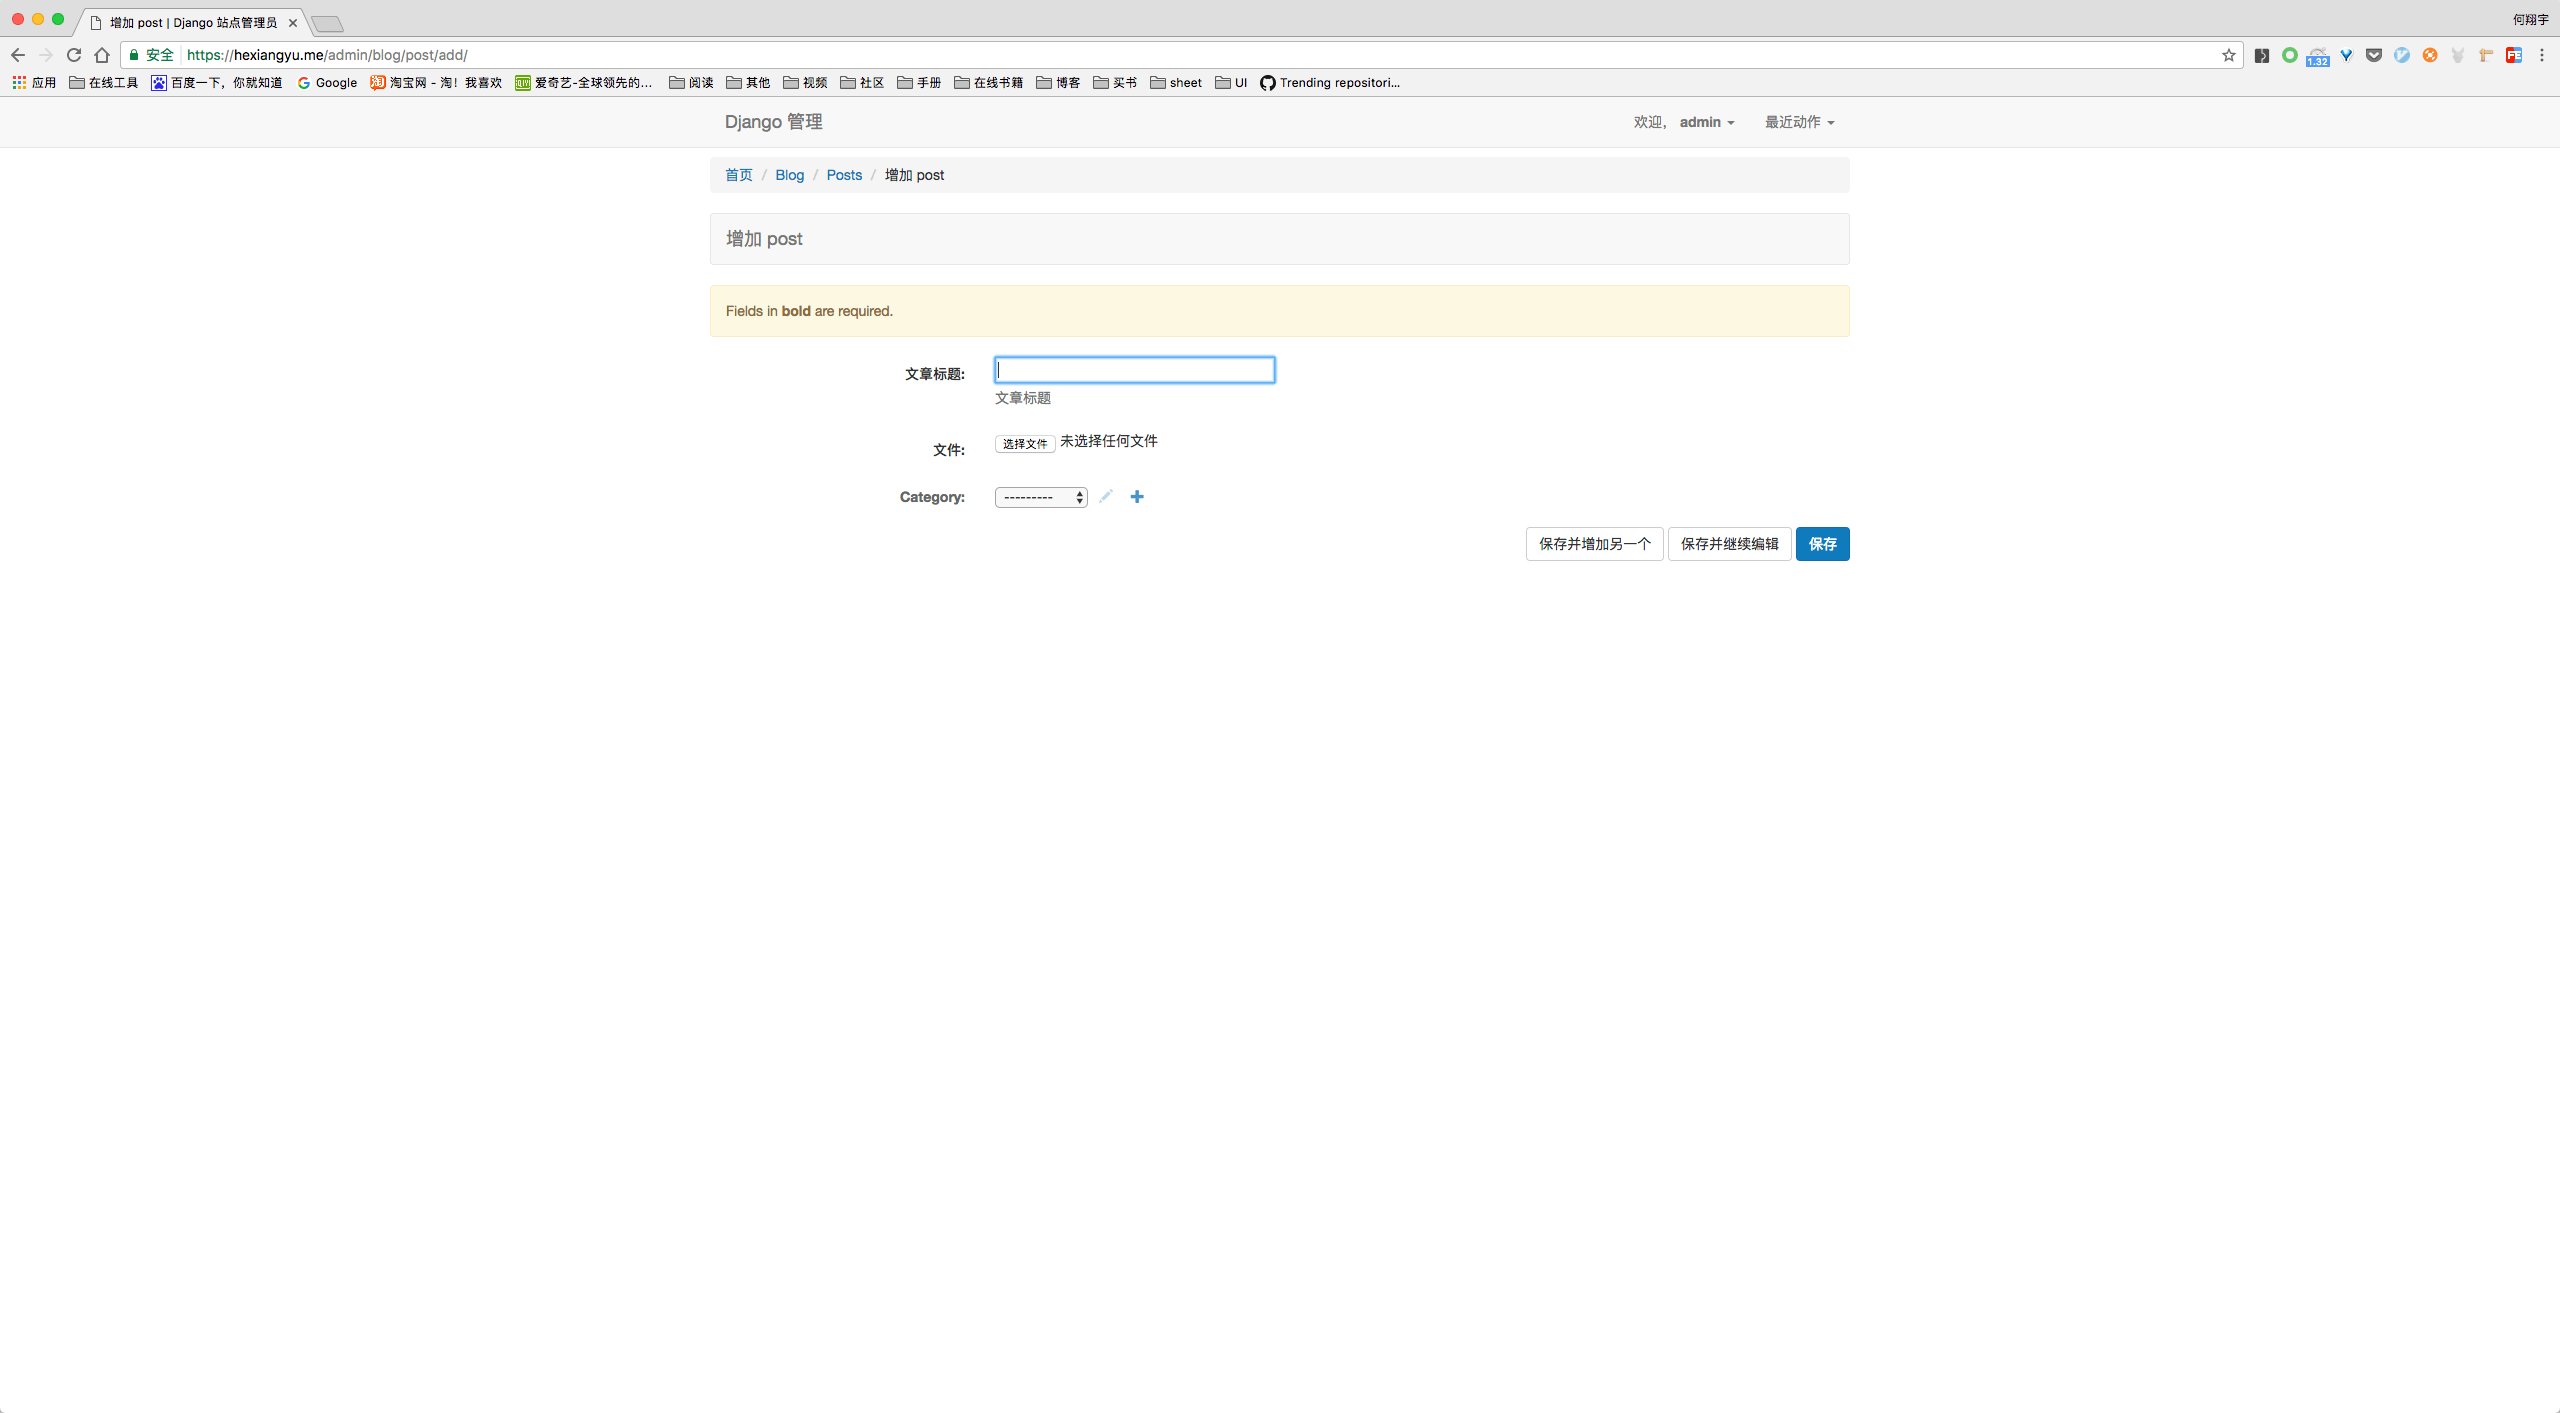 增加 post | Django 站点管理员
何翔宇
安全 https://hexiangyu.me/admin/blog/post/add/
1.32
应用 在线工具 百度一下，你就知道 Google 淘宝网 - 淘！我喜欢 爱奇艺-全球领先的... 阅读 其他 视频 社区 手册 在线书籍 博客 买书 sheet UI Trending repositori...
Django 管理 欢迎， admin 最近动作
首页 / Blog / Posts / 增加 post
增加 post
Fields in bold are required.
文章标题:
文章标题
文件: 选择文件 未选择任何文件
Category: ---------
保存并增加另一个 保存并继续编辑 保存